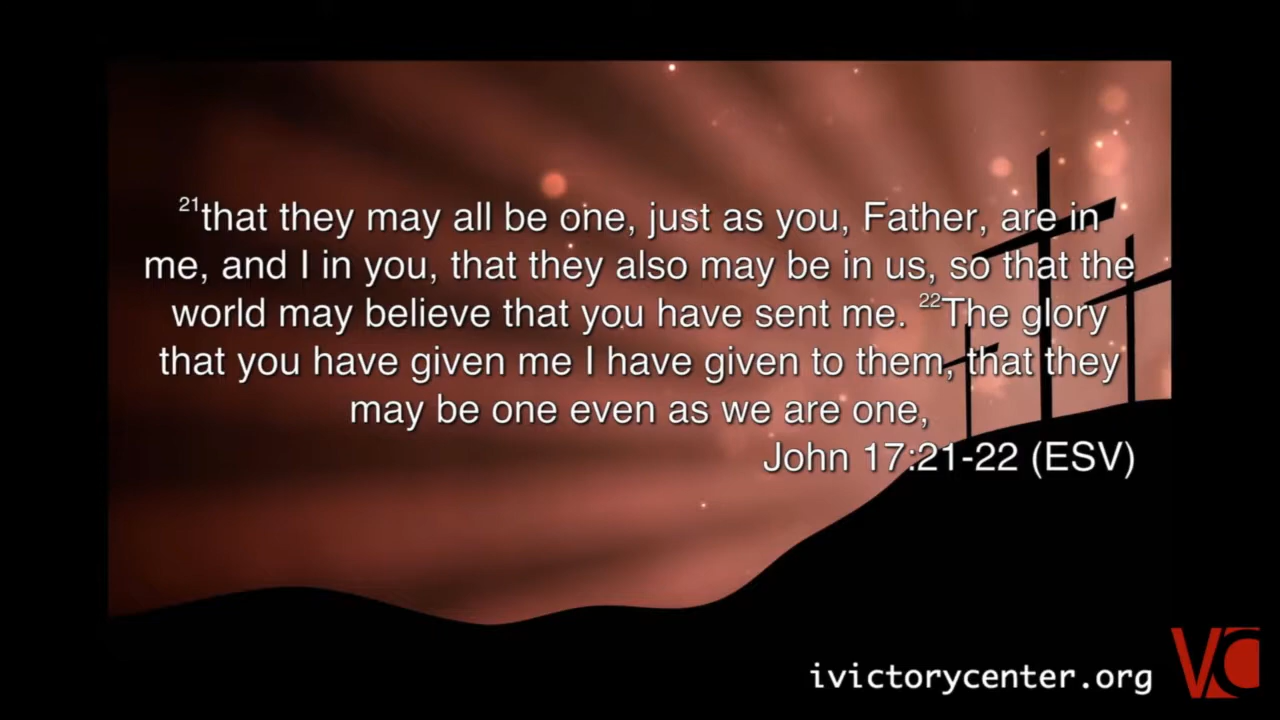 21that they may all be one, just as you, Father, are in
me, and I in you, that they also may be in us, so that the
world may believe that you have sent me. 22The glory
that you have given me I have given to them, that they
may be one even as we are one,
John 17:21-22 (ESV)
ivictorycenter.org
VC